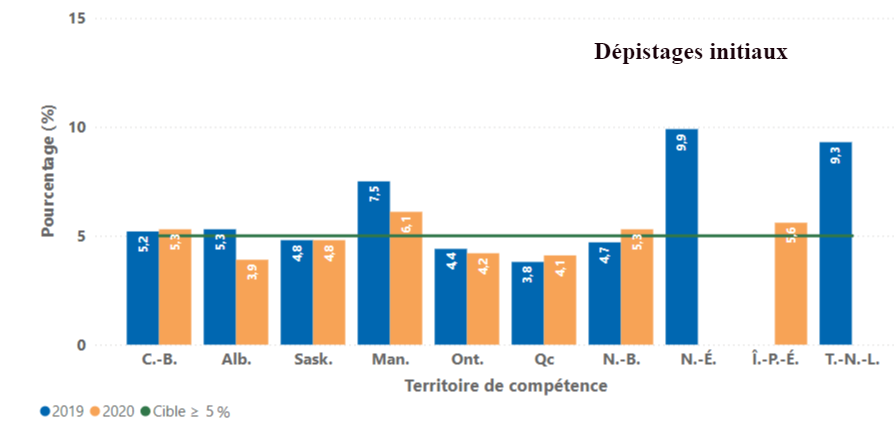 Dépistages initiaux
15
10
5
0
Pourcentage (%)
5,2 5,3 5,3 3,9 4,8 4,8 7,5 6,1 4,4 4,2 3,8 4,1 4,7 5,3 9,9 5,6 9,3
C.-B. Alb. Sask. Man. Ont. Qc N.-B. N.-É. Î.-P.-É. T.-N.-L.
Territoire de compétence
2019 2020 Cible ≥ 5 %